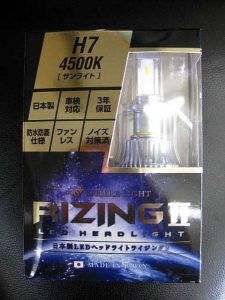 H7
4500K
[サンライト]
日本製
車検対応
3年保証
防水防塵仕様
ファンレス
ノイズ対策済
SPHERE LIGHT
RIZING II
LED HEADLIGHT
日本製LEDヘッドライトライジング
MADE IN JAPAN